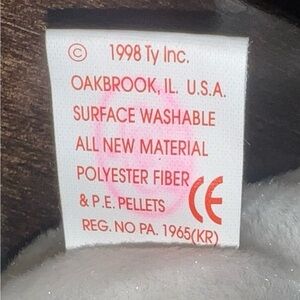 © 1998 Ty Inc.
OAKBROOK, IL. U.S.A.
SURFACE WASHABLE
ALL NEW MATERIAL
POLYESTER FIBER
& P.E. PELLETS CE
REG. NO PA. 1965(KR)